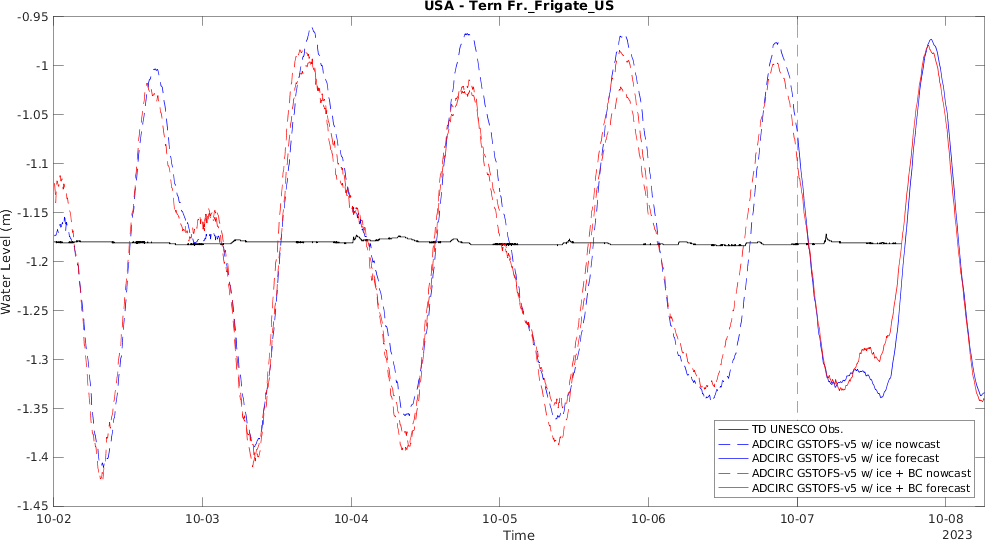 USA - Tern Fr._Frigate_US
-0.95
-1
-1.05
-1.1
-1.15
-1.2
-1.25
-1.3
-1.35
-1.4
-1.45
Water Level (m)
TD UNESCO Obs.
ADCIRC GSTOFS-v5 w/ ice nowcast
ADCIRC GSTOFS-v5 w/ ice forecast
ADCIRC GSTOFS-v5 w/ ice + BC nowcast
ADCIRC GSTOFS-v5 w/ ice + BC forecast
10-02 10-03 10-04 10-05 10-06 10-07 10-08
Time
2023